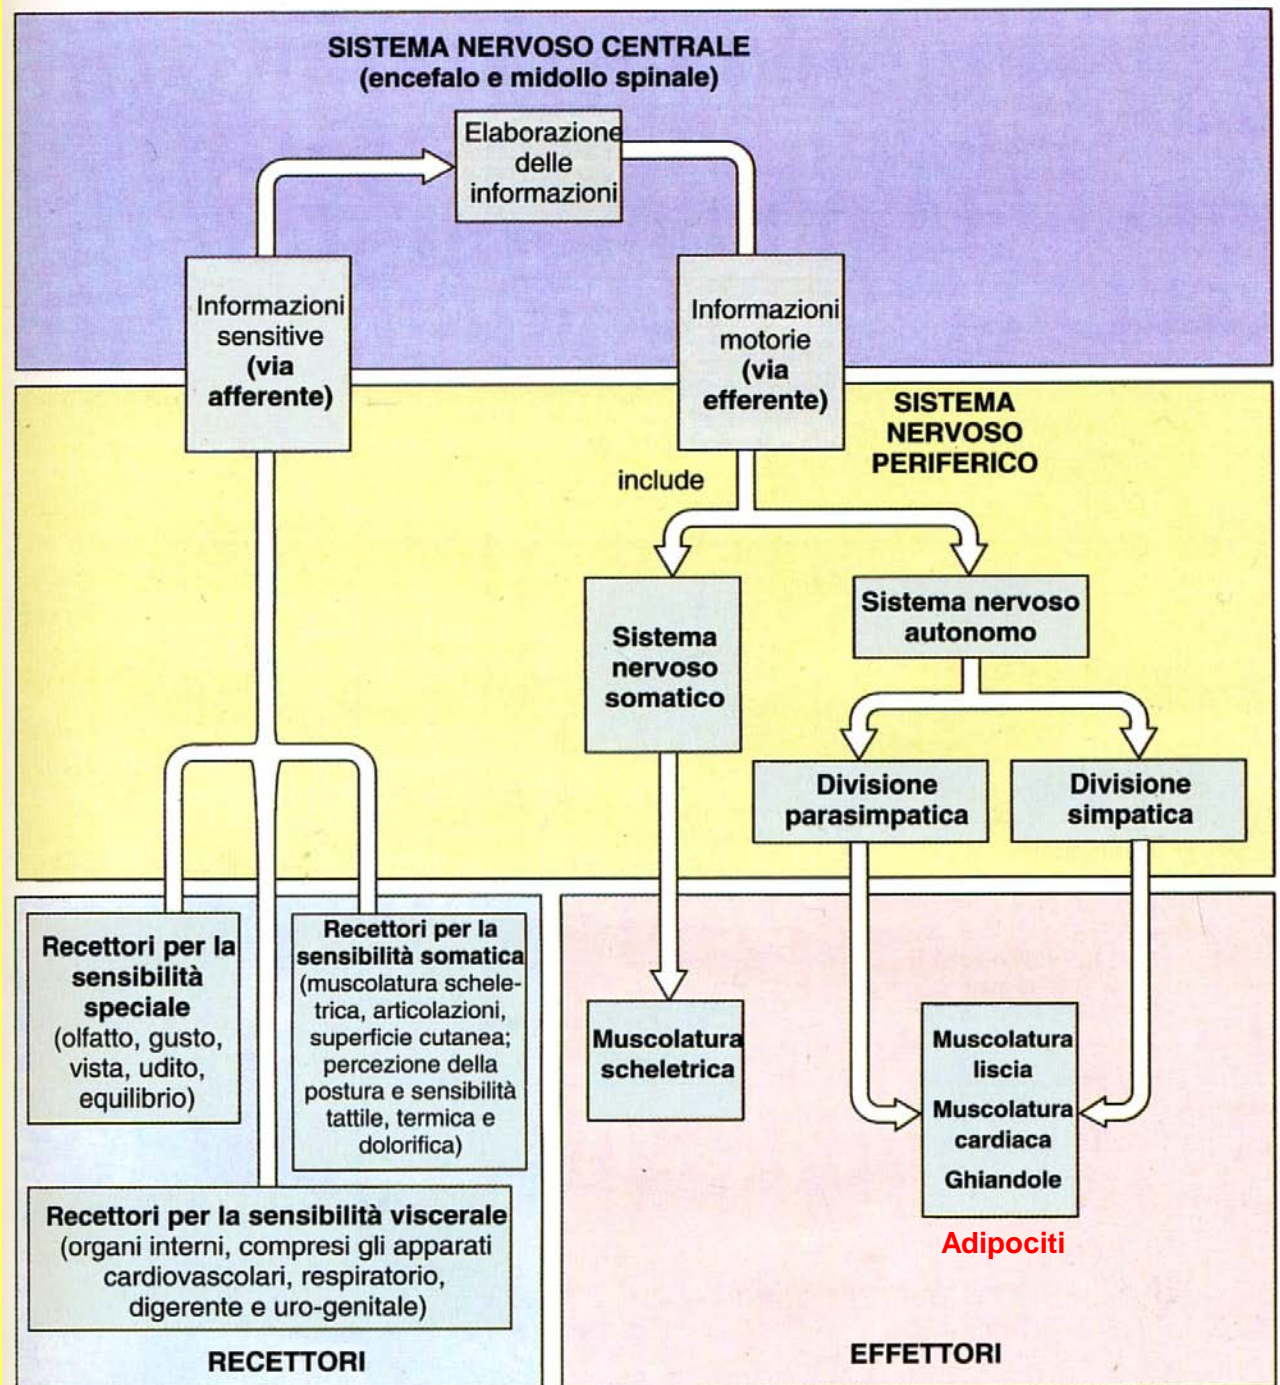 SISTEMA NERVOSO CENTRALE
(encefalo e midollo spinale)
Elaborazione
delle
informazioni
Informazioni
sensitive
(via
afferente)
Informazioni
motorie
(via
efferente)
SISTEMA
NERVOSO
PERIFERICO
include
Sistema
nervoso
somatico
Sistema nervoso
autonomo
Divisione
parasimpatica
Divisione
simpatica
Recettori per la
sensibilità
speciale
(olfatto, gusto,
vista, udito,
equilibrio)
Recettori per la
sensibilità somatica
(muscolatura schele-
trica, articolazioni,
superficie cutanea;
percezione della
postura e sensibilità
tattile, termica e
dolorifica)
Recettori per la sensibilità viscerale
(organi interni, compresi gli apparati
cardiovascolari, respiratorio,
digerente e uro-genitale)
RECETTORI
Muscolatura
scheletrica
Muscolatura
liscia
Muscolatura
cardiaca
Ghiandole
Adipociti
EFFETTORI